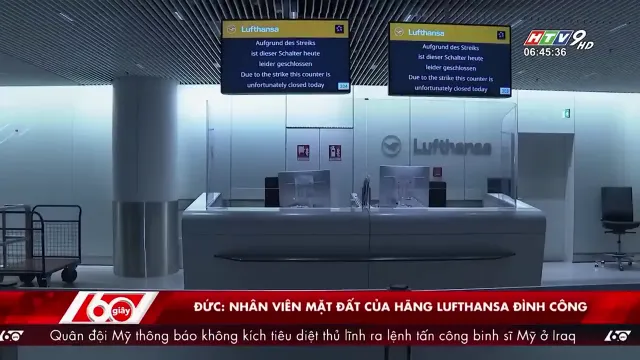 HTV9 HD
06:45:36
Lufthansa
Aufgrund des Streiks
ist dieser Schalter heute
leider geschlossen
Due to the strike this counter is
unfortunately closed today
Lufthansa
Aufgrund des Streiks
ist dieser Schalter heute
leider geschlossen
Due to the strike this counter is
unfortunately closed today
Lufthansa
60 giây
ĐỨC: NHÂN VIÊN MẶT ĐẤT CỦA HÃNG LUFTHANSA ĐÌNH CÔNG
60 Quân đội Mỹ thông báo không kích tiêu diệt thủ lĩnh ra lệnh tấn công binh sĩ Mỹ ở Iraq 60